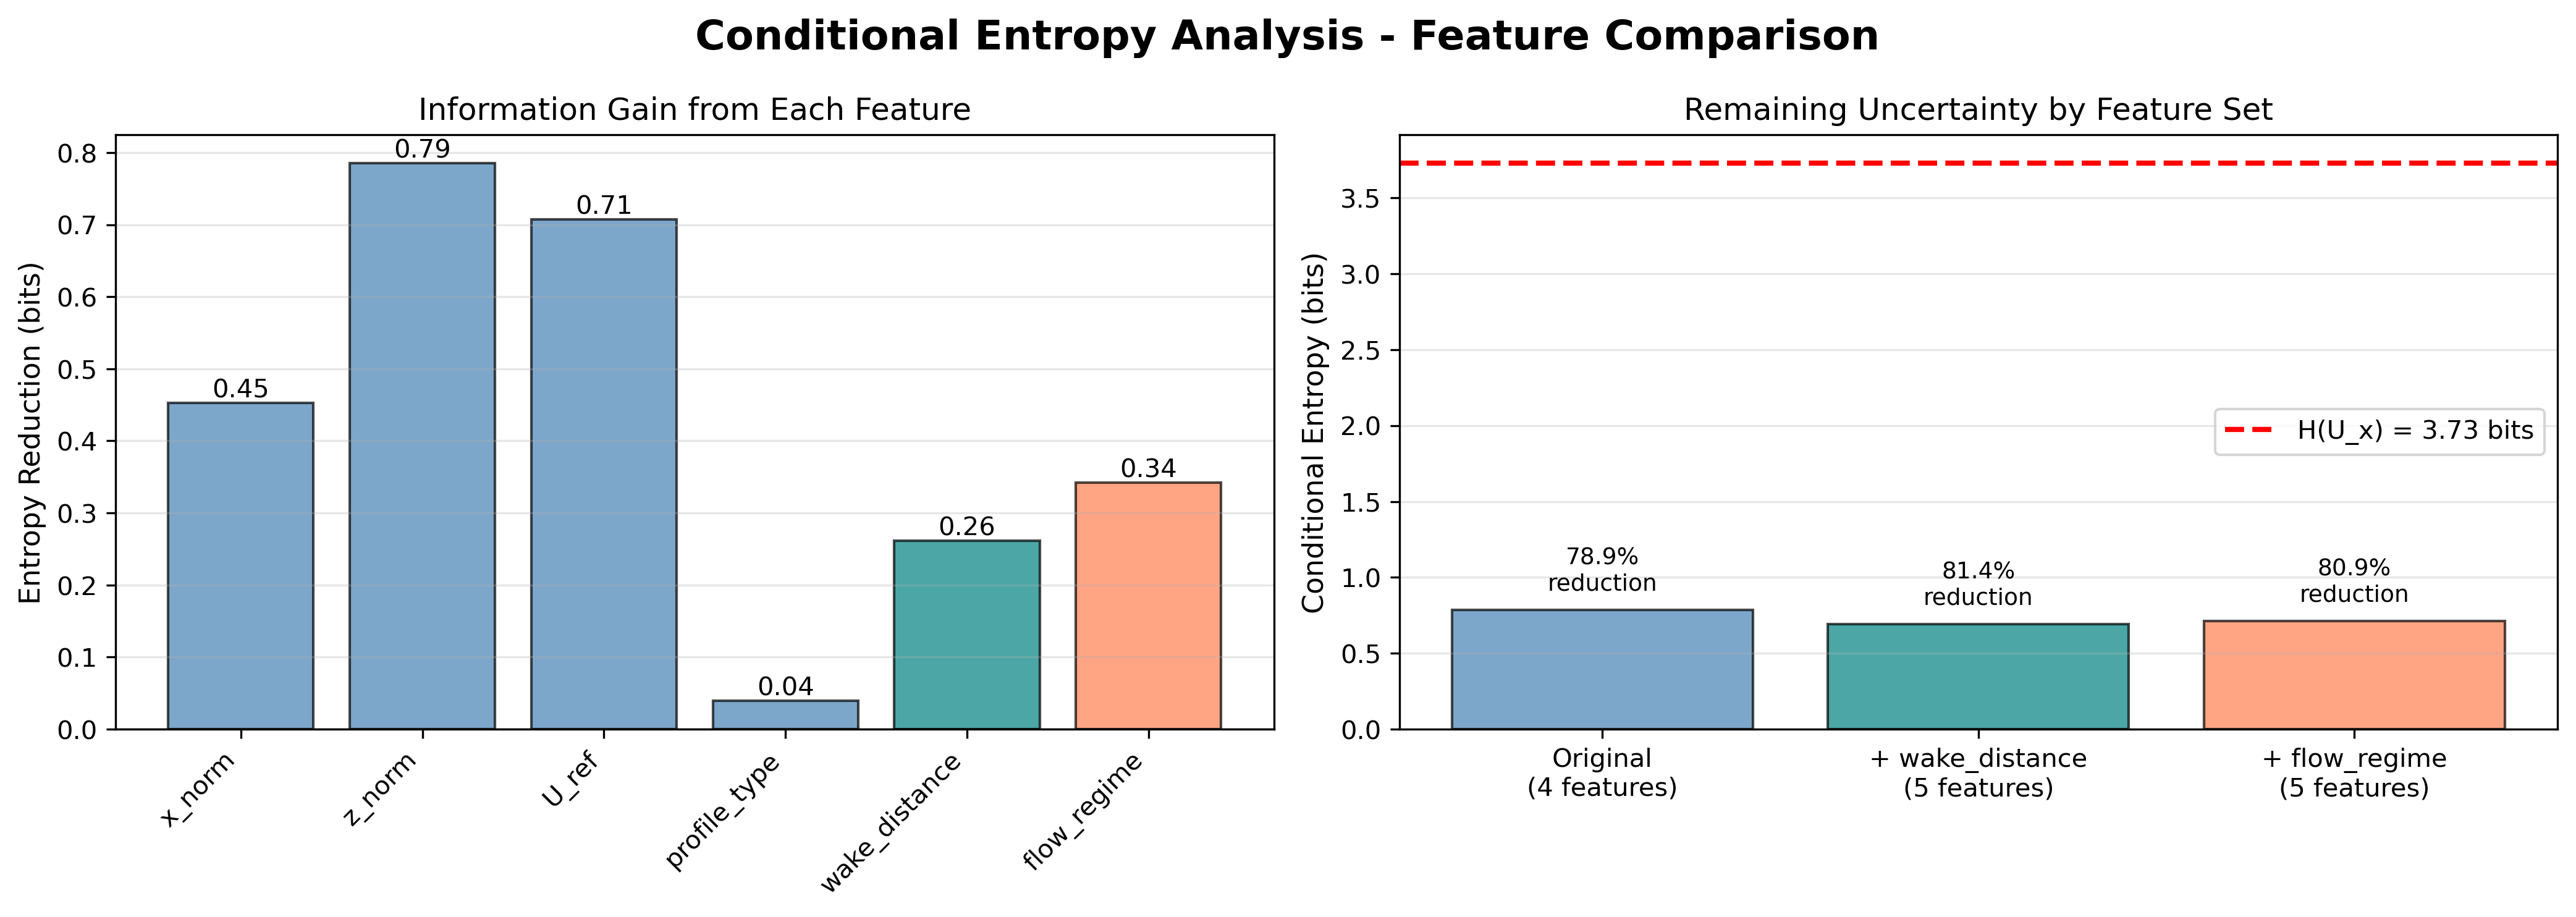 Conditional Entropy Analysis - Feature Comparison
Information Gain from Each Feature
Entropy Reduction (bits)
0.8
0.7
0.6
0.5
0.4
0.3
0.2
0.1
0.0
0.45
0.79
0.71
0.04
0.26
0.34
x_norm
z_norm
U_ref
profile_type
wake_distance
flow_regime
Remaining Uncertainty by Feature Set
Conditional Entropy (bits)
3.5
3.0
2.5
2.0
1.5
1.0
0.5
0.0
H(U_x) = 3.73 bits
78.9%
reduction
81.4%
reduction
80.9%
reduction
Original
(4 features)
+ wake_distance
(5 features)
+ flow_regime
(5 features)